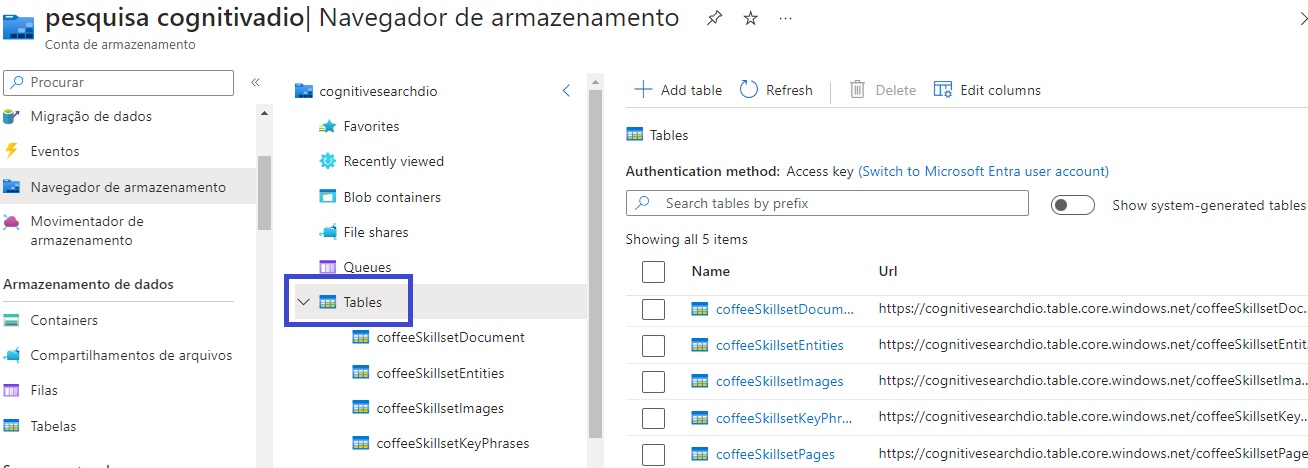 pesquisa cognitivadio| Navegador de armazenamento
Conta de armazenamento
Procurar
Migração de dados
Eventos
Navegador de armazenamento
Movimentador de
armazenamento
Armazenamento de dados
Containers
Compartilhamentos de arquivos
Filas
Tabelas
cognitivesearchdio
Favorites
Recently viewed
Blob containers
File shares
Queues
Tables
coffeeSkillsetDocument
coffeeSkillsetEntities
coffeeSkillsetImages
coffeeSkillsetKeyPhrases
Add table Refresh Delete Edit columns
Tables
Authentication method: Access key (Switch to Microsoft Entra user account)
Search tables by prefix Show system-generated tables
Showing all 5 items
Name Url
coffeeSkillsetDocum... https://cognitivesearchdio.table.core.windows.net/coffeeSkillsetDoc...
coffeeSkillsetEntities https://cognitivesearchdio.table.core.windows.net/coffeeSkillsetEntit...
coffeeSkillsetImages https://cognitivesearchdio.table.core.windows.net/coffeeSkillsetIma...
coffeeSkillsetKeyPhr... https://cognitivesearchdio.table.core.windows.net/coffeeSkillsetKey...
coffeeSkillsetPages https://cognitivesearchdio.table.core.windows.net/coffeeSkillsetPage